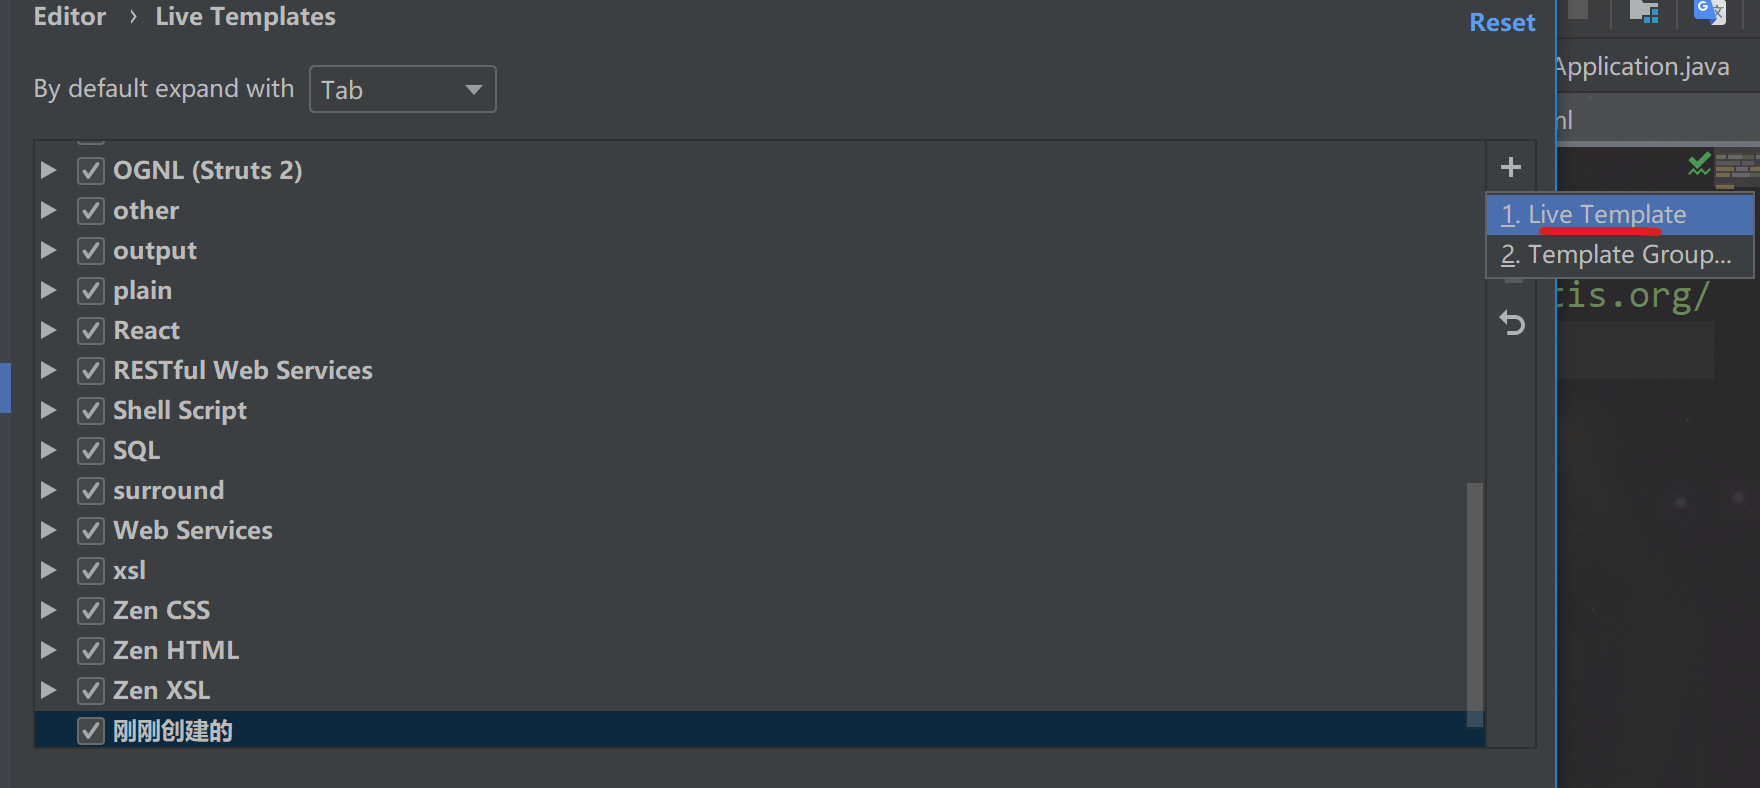 Editor › Live Templates
Reset
By default expand with Tab
Application.java
ml
OGNL (Struts 2)
other
output
plain
React
RESTful Web Services
Shell Script
SQL
surround
Web Services
xsl
Zen CSS
Zen HTML
Zen XSL
刚刚创建的
1. Live Template
2. Template Group...
tis.org/